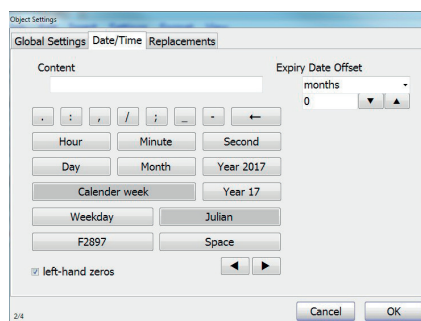 Object Settings
Global Settings Date/Time Replacements
Content
Expiry Date Offset
months
0
. : , / ; _ - ←
Hour Minute Second
Day Month Year 2017
Calender week Year 17
Weekday Julian
F2897 Space
left-hand zeros
2/4
Cancel OK